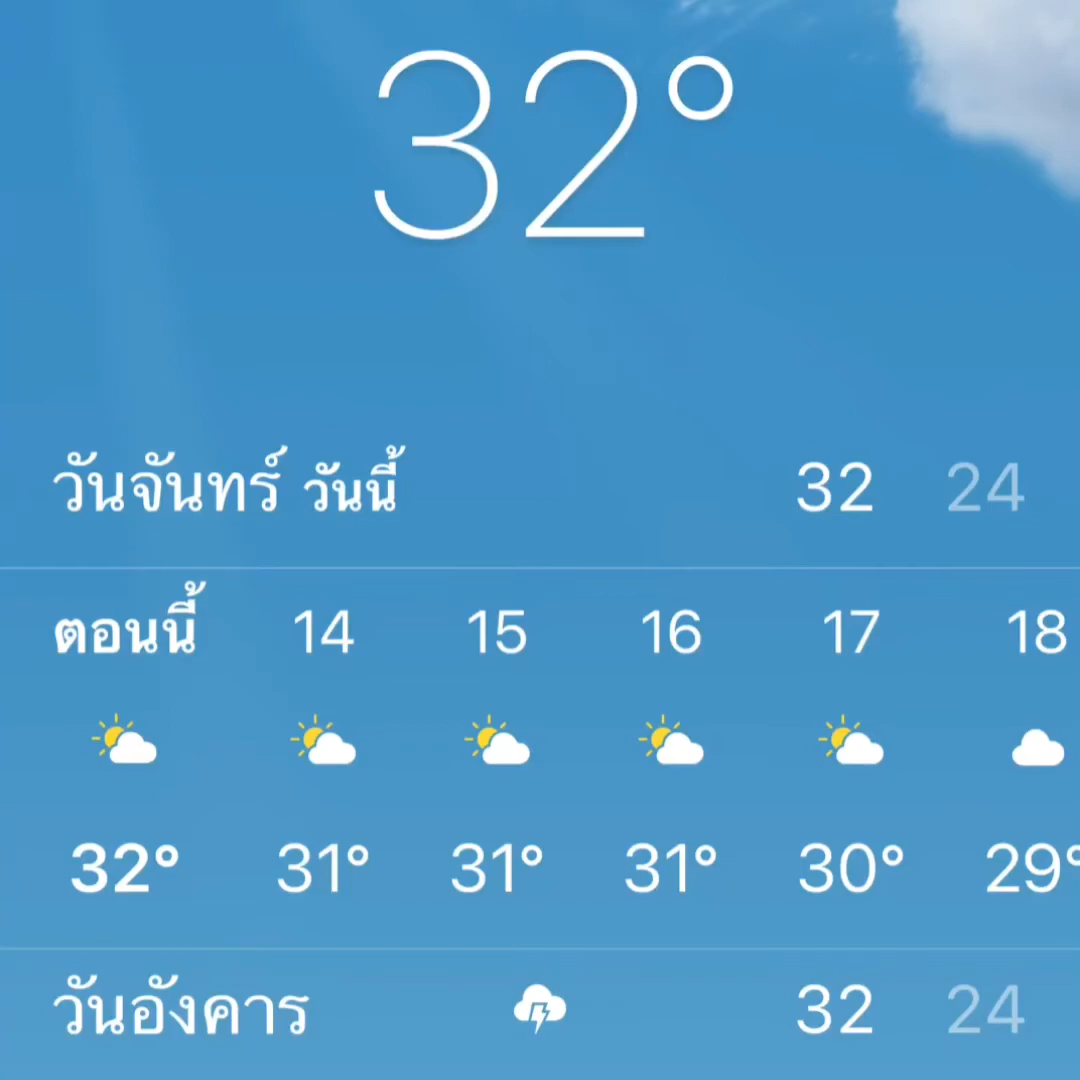 32°
วันจันทร์ วันนี้ 32 24
ตอนนี้ 14 15 16 17 18
32° 31° 31° 31° 30° 29°
วันอังคาร 32 24